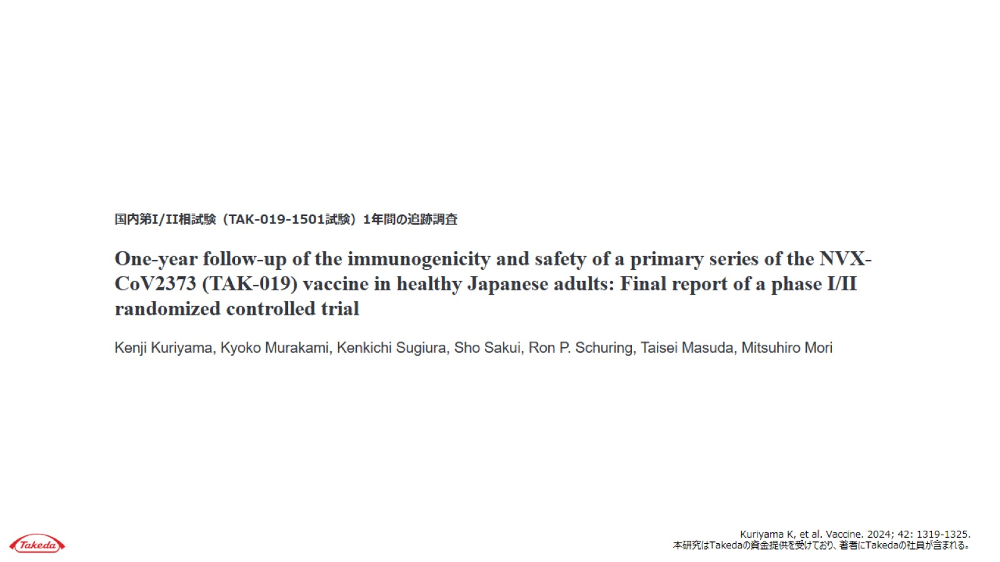 国内第I/II相試験（TAK-019-1501試験）1年間の追跡調査
One-year follow-up of the immunogenicity and safety of a primary series of the NVX-
CoV2373 (TAK-019) vaccine in healthy Japanese adults: Final report of a phase I/II
randomized controlled trial
Kenji Kuriyama, Kyoko Murakami, Kenkichi Sugiura, Sho Sakui, Ron P. Schuring, Taisei Masuda, Mitsuhiro Mori
Kuriyama K, et al. Vaccine. 2024; 42: 1319-1325.
本研究はTakedaの資金提供を受けており、著者にTakedaの社員が含まれる。
Takeda